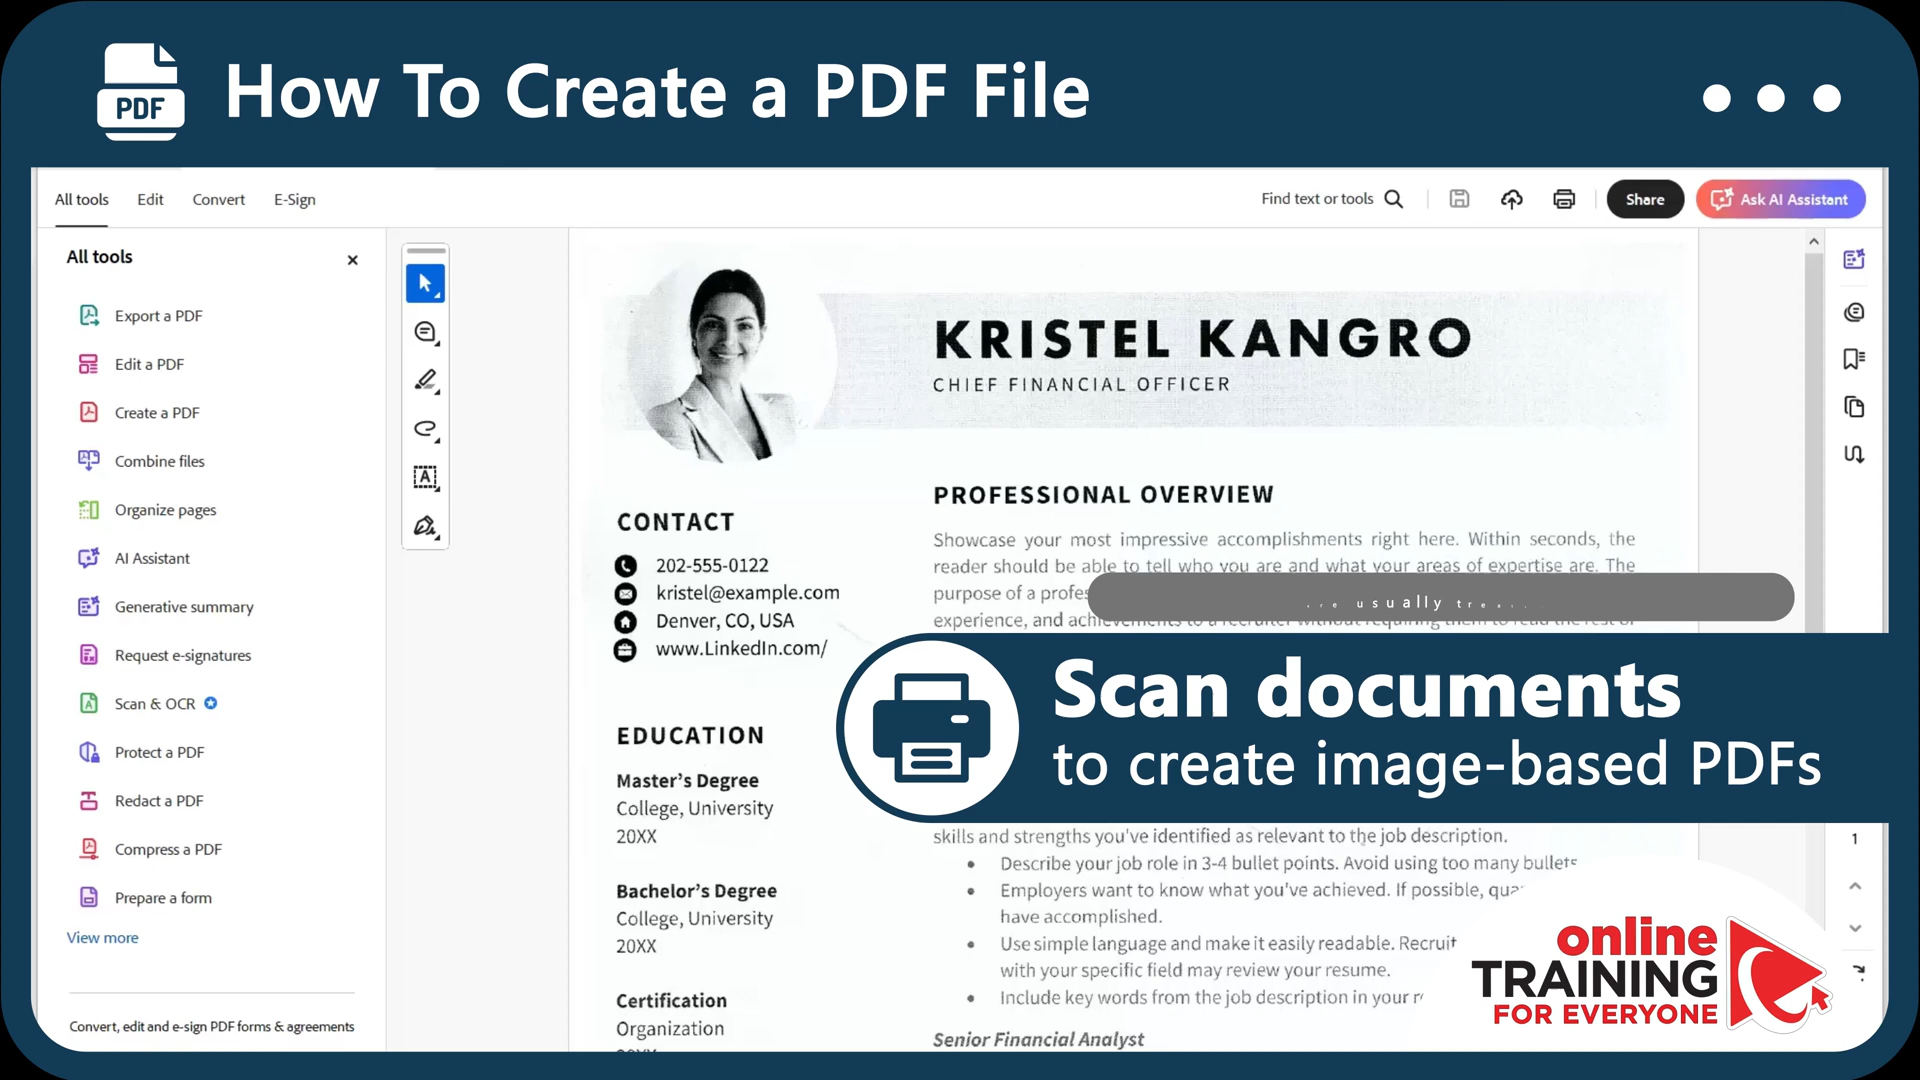 PDF
How To Create a PDF File
All tools
Edit
Convert
E-Sign
Find text or tools
Share
Ask AI Assistant
All tools
Export a PDF
Edit a PDF
Create a PDF
Combine files
Organize pages
AI Assistant
Generative summary
Request e-signatures
Scan & OCR
Protect a PDF
Redact a PDF
Compress a PDF
Prepare a form
View more
Convert, edit and e-sign PDF forms & agreements
KRISTEL KANGRO
CHIEF FINANCIAL OFFICER
CONTACT
202-555-0122
kristel@example.com
Denver, CO, USA
www.LinkedIn.com/
EDUCATION
Master's Degree
College, University
20XX
Bachelor's Degree
College, University
20XX
Certification
Organization
PROFESSIONAL OVERVIEW
Showcase your most impressive accomplishments right here. Within seconds, the
reader should be able to tell who you are and what your areas of expertise are. The
purpose of a
experience, and
usually
Scan documents
to create image-based PDFs
skills and strengths you've identified as relevant to the job description.
• Describe your job role in 3-4 bullet points. Avoid using too many bullets
• Employers want to know what you've achieved. If possible,
have accomplished.
• Use simple language and make it easily readable.
with your specific field may review your resume.
• Include key words from the job description in your
Senior Financial Analyst
1
online
TRAINING
FOR EVERYONE